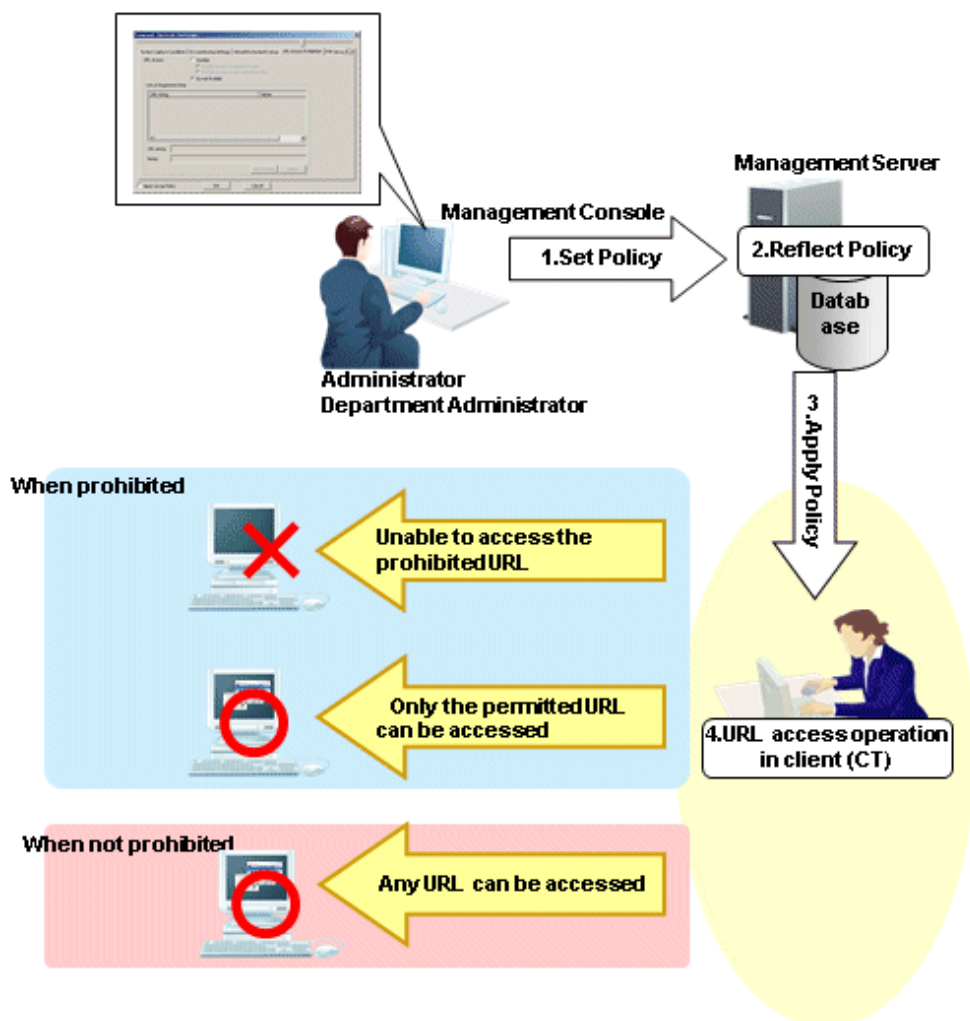 URL string
Management Server
Management Console
1.Set Policy
2.Reflect Policy
Datab
ase
Administrator
Department Administrator
3.Apply Policy
When prohibited
Unable to access the
prohibited URL
Only the permitted URL
can be accessed
4.URL access operation
in client (CT)
When not prohibited
Any URL can be accessed